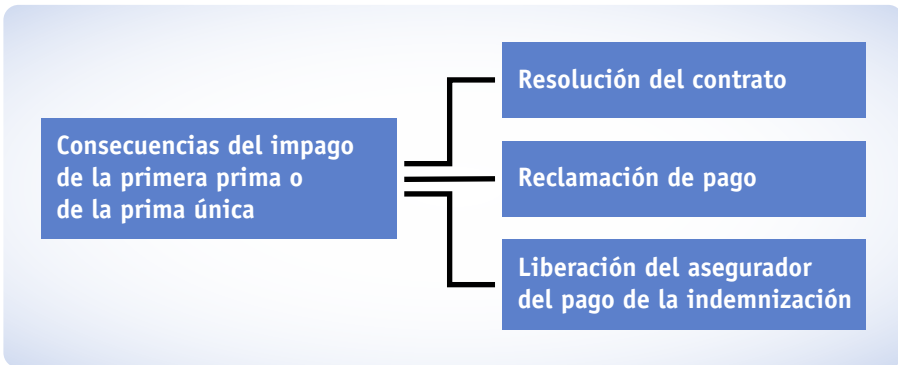 Consecuencias del impago
de la primera prima o
de la prima única
Resolución del contrato
Reclamación de pago
Liberación del asegurador
del pago de la indemnización